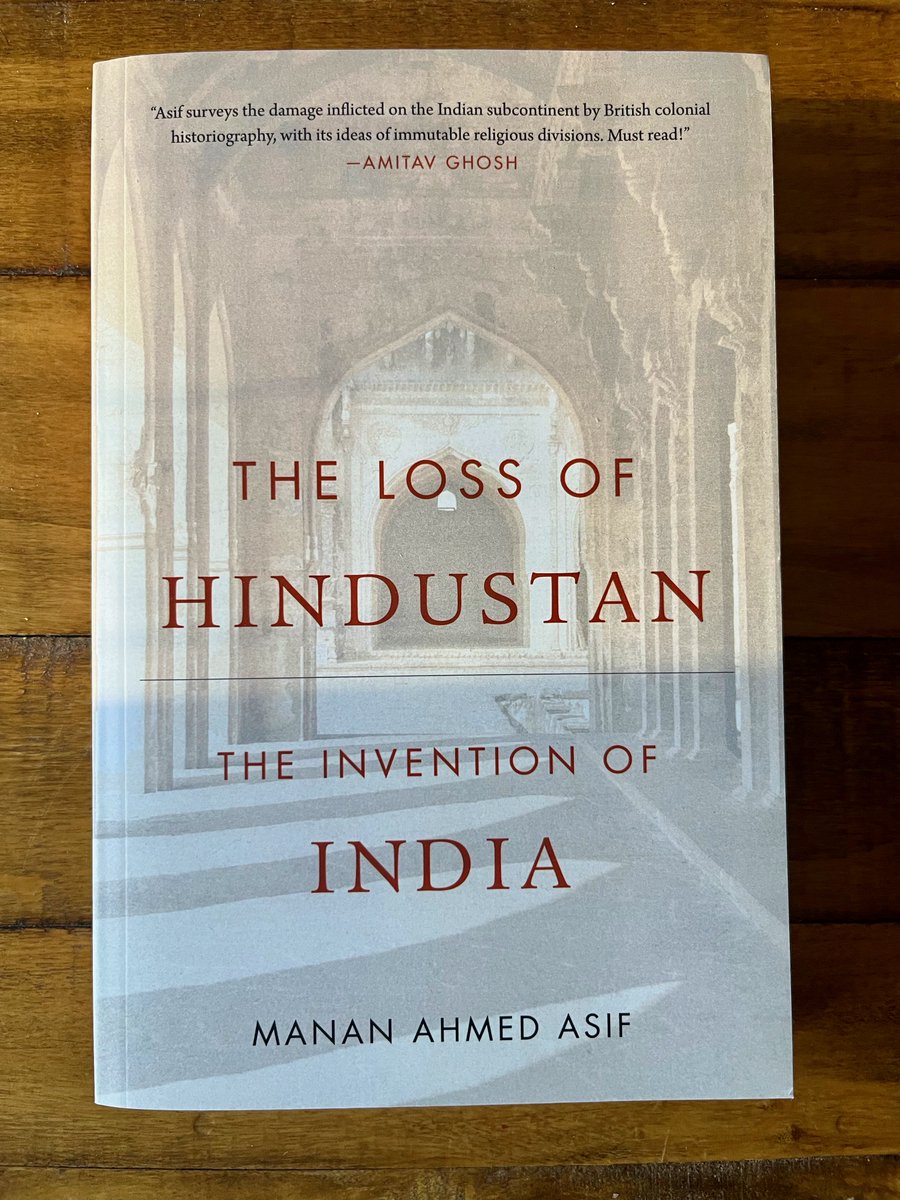 “Asif surveys the damage inflicted on the Indian subcontinent by British colonial
historiography, with its ideas of immutable religious divisions. Must read!”
—AMITAV GHOSH
THE LOSS OF
HINDUSTAN
THE INVENTION OF
INDIA
MANAN AHMED ASIF